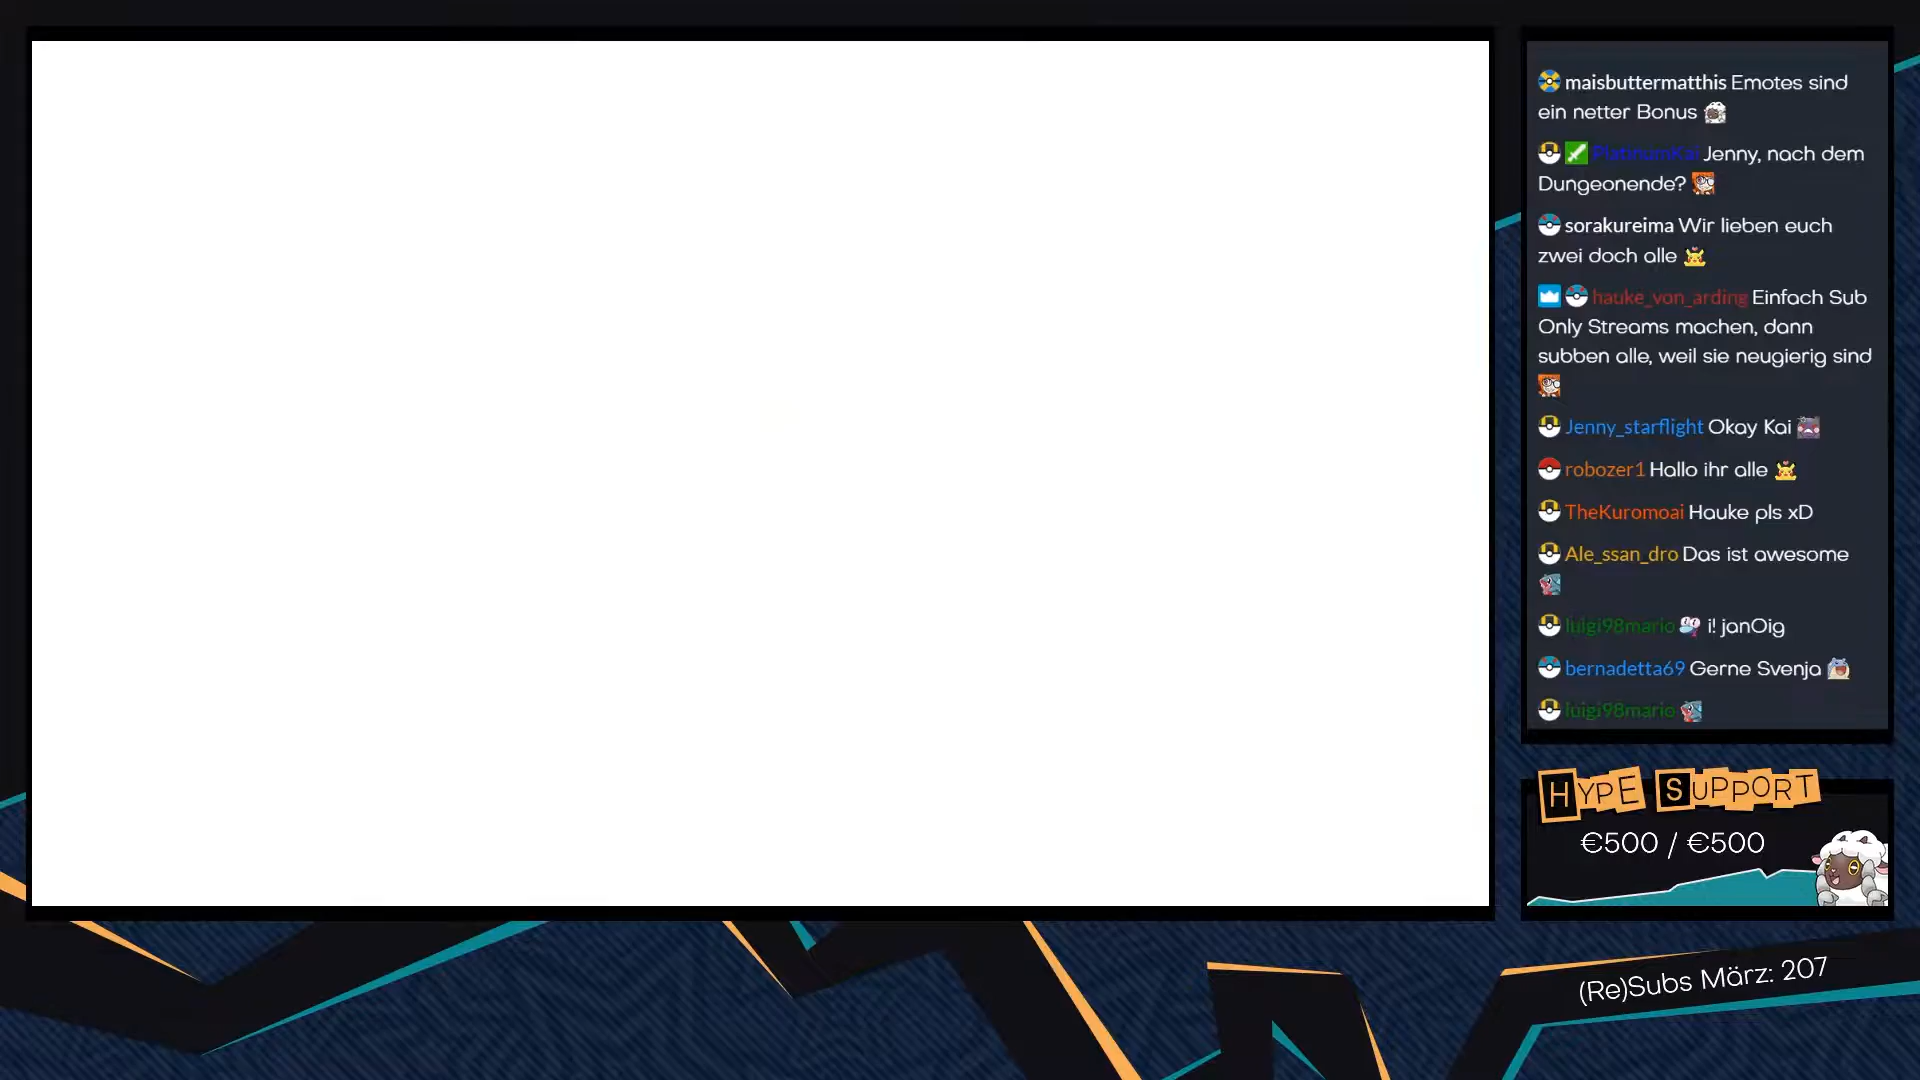 maisbuttermatthis Emotes sind
ein netter Bonus
PlatinumKai Jenny, nach dem
Dungeonende?
sorakureima Wir lieben euch
zwei doch alle
hauke_von_arding Einfach Sub
Only Streams machen, dann
subben alle, weil sie neugierig sind
Jenny_starflight Okay Kai
robozer1 Hallo ihr alle
TheKuromoai Hauke pls xD
Ale_ssan_dro Das ist awesome
luigi98mario i! janOig
bernadetta69 Gerne Svenja
luigi98mario
HYPE SUPPORT
€500 / €500
(Re)Subs März: 207